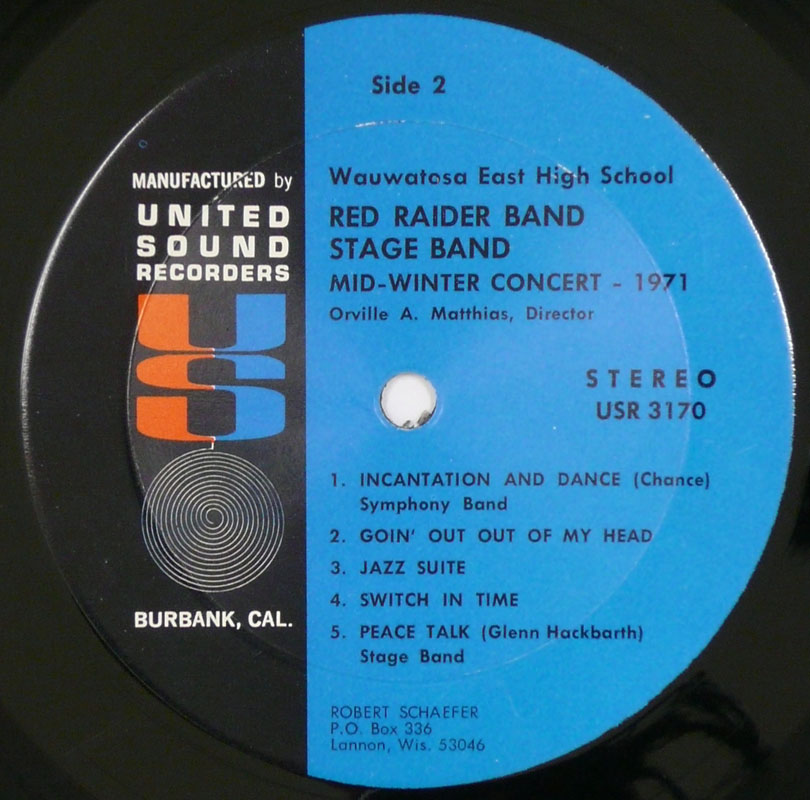 Side 2
MANUFACTURED by
UNITED
SOUND
RECORDERS
US
BURBANK, CAL.
Wauwatosa East High School
RED RAIDER BAND
STAGE BAND
MID-WINTER CONCERT - 1971
Orville A. Matthias, Director
STEREO
USR 3170
1. INCANTATION AND DANCE (Chance)
Symphony Band
2. GOIN' OUT OUT OF MY HEAD
3. JAZZ SUITE
4. SWITCH IN TIME
5. PEACE TALK (Glenn Hackbarth)
Stage Band
ROBERT SCHAEFER
P.O. Box 336
Lannon, Wis. 53046